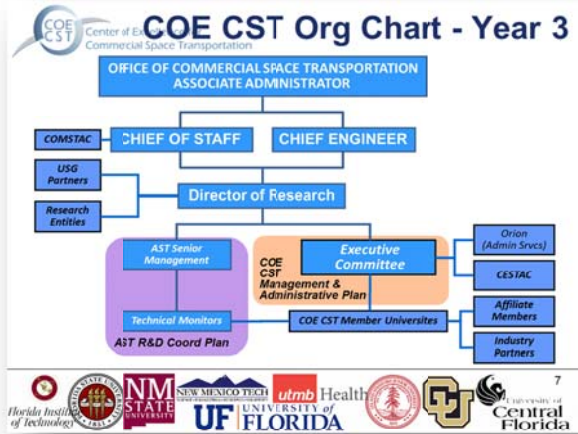 COE
CST
Center of Excellence for
Commercial Space Transportation
COE CST Org Chart - Year 3
OFFICE OF COMMERCIAL SPACE TRANSPORTATION
ASSOCIATE ADMINISTRATOR
COMSTAC
CHIEF OF STAFF
CHIEF ENGINEER
USG
Partners
Research
Entities
Director of Research
AST Senior
Management
COE
CST
Management &
Administrative Plan
Executive
Committee
Orion
(Admin Srvcs)
CESTAC
Technical Monitors
COE CST Member Universites
Affiliate
Members
Industry
Partners
AST R&D Coord Plan
7
Florida Institute
of Technology
NM
STATE
UNIVERSITY
NEW MEXICO TECH
UF UNIVERSITY of
FLORIDA
utmb Health
CU
University of
Central
Florida